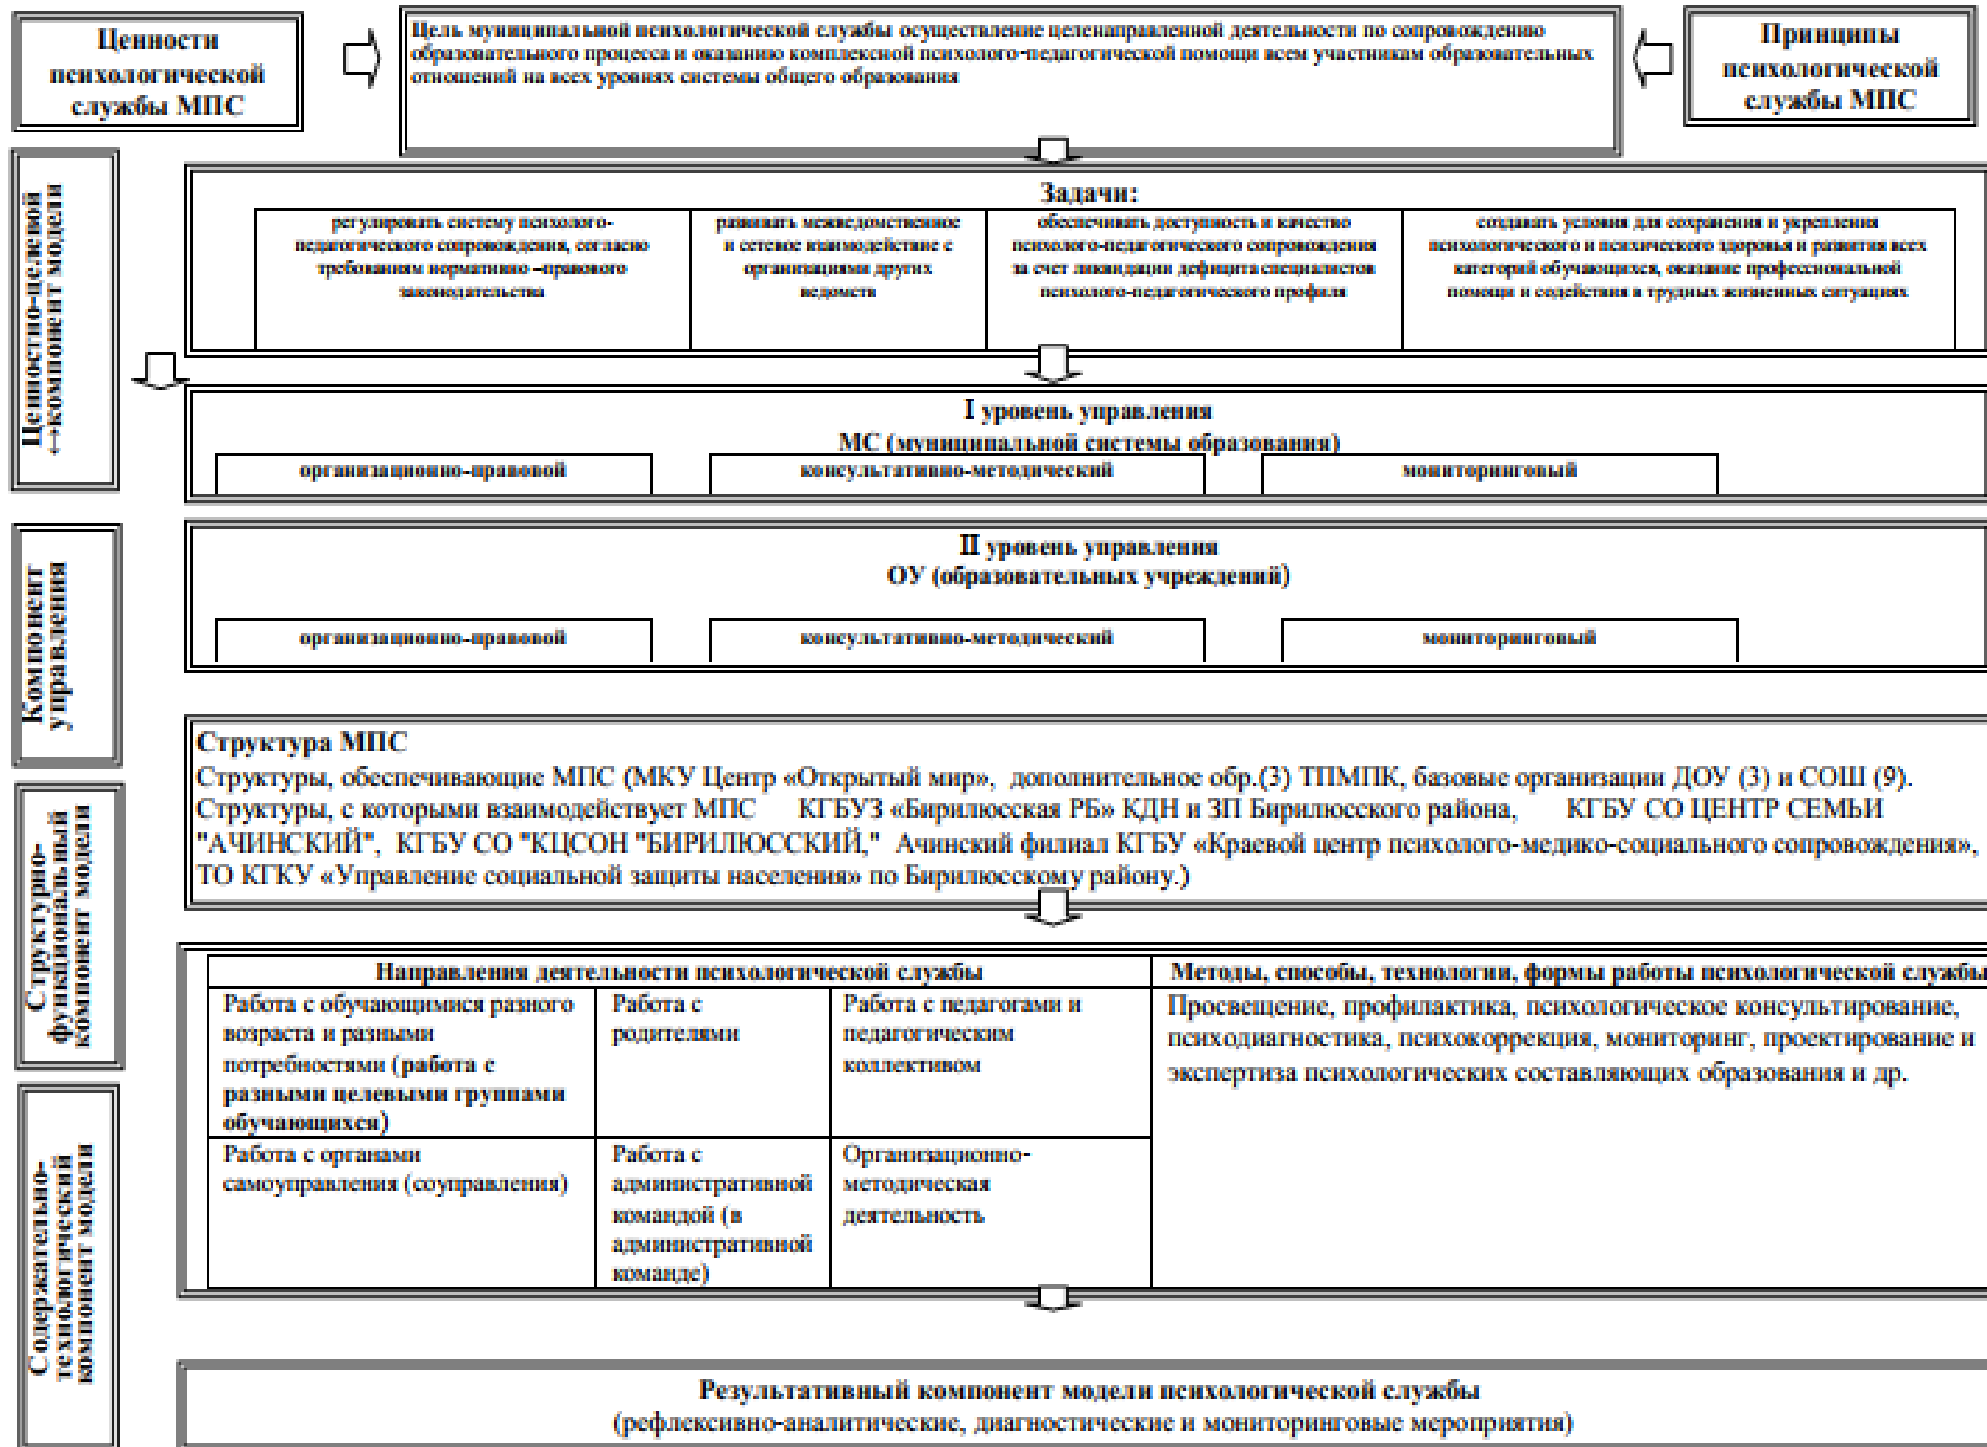 Ценности
психологической
службы МПС
Цель муниципальной психологической службы осуществление целенаправленной деятельности по сопровождению
образовательного процесса и оказанию комплексной психолого-педагогической помощи всем участникам образовательных
отношений на всех уровнях системы общего образования
Принципы
психологической
службы МПС
Ценностно-целевой
↔компонент модели
Задачи:
регулировать систему психолого-
педагогического сопровождения, согласно
требованиям нормативно –правового
законодательства
развивать межведомственное
и сетевое взаимодействие с
организациями других
ведомств
обеспечивать доступность и качество
психолого-педагогического сопровождения
за счет ликвидации дефицита специалистов
психолого-педагогического профиля
создавать условия для сохранения и укрепления
психологического и психического здоровья и развития всех
категорий обучающихся, оказание профессиональной
помощи и содействия в трудных жизненных ситуациях
I уровень управления
МС (муниципальной системы образования)
организационно-правовой
консультативно-методический
мониторинговый
Компонент
управления
II уровень управления
ОУ (образовательных учреждений)
организационно-правовой
консультативно-методический
мониторинговый
Структурно-
функциональный
компонент модели
Структура МПС
Структуры, обеспечивающие МПС (МКУ Центр «Открытый мир», дополнительное обр.(3) ТПМПК, базовые организации ДОУ (3) и СОШ (9).
Структуры, с которыми взаимодействует МПС КГБУЗ «Бирилюсская РБ» КДН и ЗП Бирилюсского района, КГБУ СО ЦЕНТР СЕМЬИ
"АЧИНСКИЙ", КГБУ СО "КЦСОН "БИРИЛЮССКИЙ," Ачинский филиал КГБУ «Краевой центр психолого-медико-социального сопровождения»,
ТО КГКУ «Управление социальной защиты населения» по Бирилюсскому району.)
Содержательно-
технологический
компонент модели
Направления деятельности психологической службы
Методы, способы, технологии, формы работы психологической службы
Работа с обучающимися разного
возраста и разными
потребностями (работа с
разными целевыми группами
обучающихся)
Работа с
родителями
Работа с педагогами и
педагогическим
коллективом
Просвещение, профилактика, психологическое консультирование,
психодиагностика, психокоррекция, мониторинг, проектирование и
экспертиза психологических составляющих образования и др.
Работа с органами
самоуправления (соуправления)
Работа с
административной
командой (в
административной
команде)
Организационно-
методическая
деятельность
Результативный компонент модели психологической службы
(рефлексивно-аналитические, диагностические и мониторинговые мероприятия)